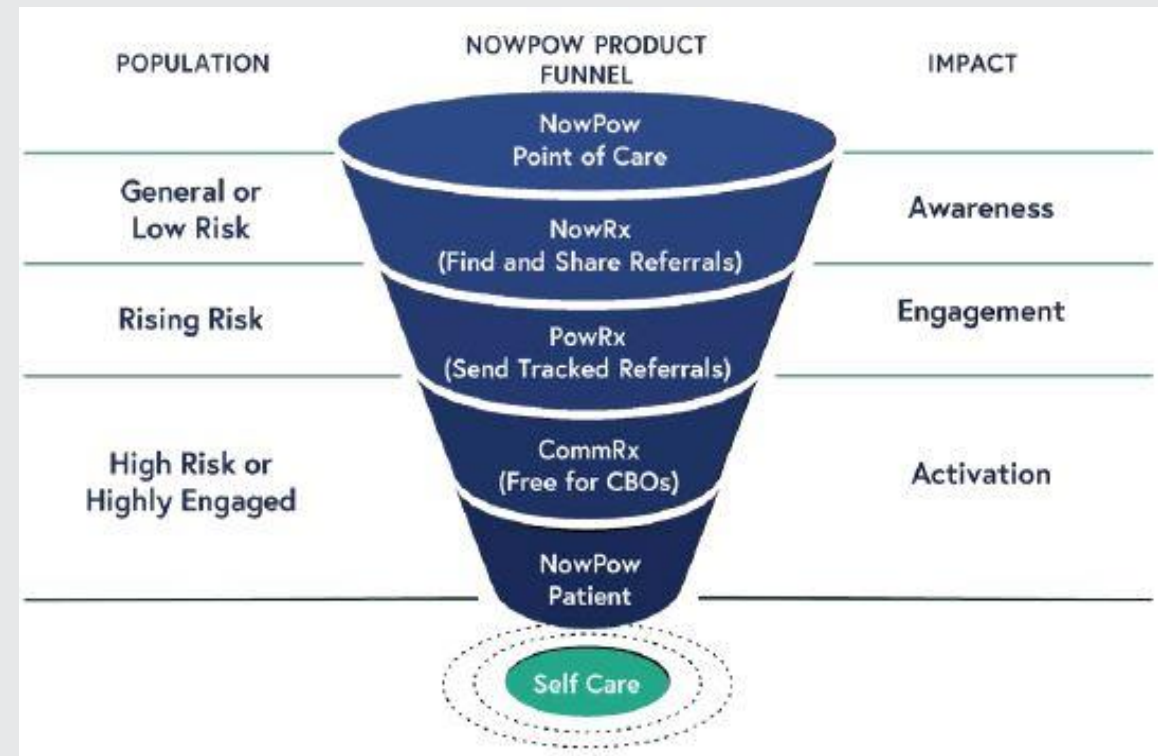 POPULATION
NOWPOW PRODUCT
FUNNEL
IMPACT
NowPow
Point of Care
General or
Low Risk
NowRx
(Find and Share Referrals)
Awareness
Rising Risk
PowRx
(Send Tracked Referrals)
Engagement
High Risk or
Highly Engaged
CommRx
(Free for CBOs)
Activation
NowPow
Patient
Self Care